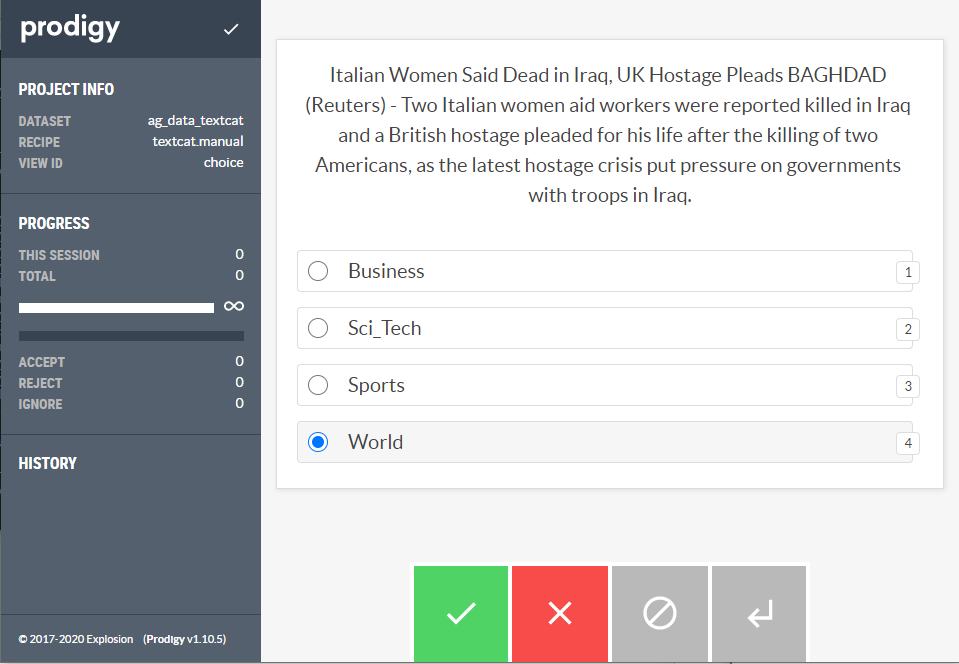 prodigy
PROJECT INFO
DATASET ag_data_textcat
RECIPE textcat.manual
VIEW ID choice
PROGRESS
THIS SESSION 0
TOTAL 0
∞
ACCEPT 0
REJECT 0
IGNORE 0
HISTORY
© 2017-2020 Explosion (Prodigy v1.10.5)
Italian Women Said Dead in Iraq, UK Hostage Pleads BAGHDAD
(Reuters) - Two Italian women aid workers were reported killed in Iraq
and a British hostage pleaded for his life after the killing of two
Americans, as the latest hostage crisis put pressure on governments
with troops in Iraq.
Business 1
Sci_Tech 2
Sports 3
World 4